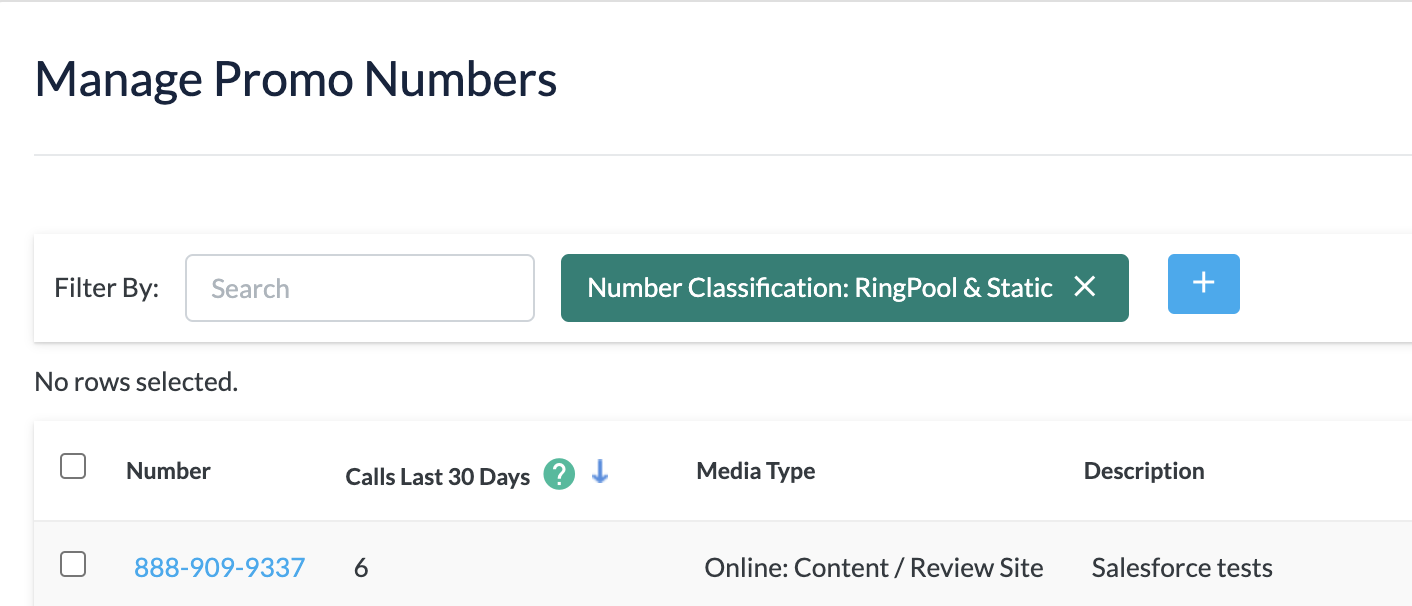 Manage Promo Numbers
Filter By: Search Number Classification: RingPool & Static × +
No rows selected.
Number Calls Last 30 Days ? ↓ Media Type Description
888-909-9337 6 Online: Content / Review Site Salesforce tests